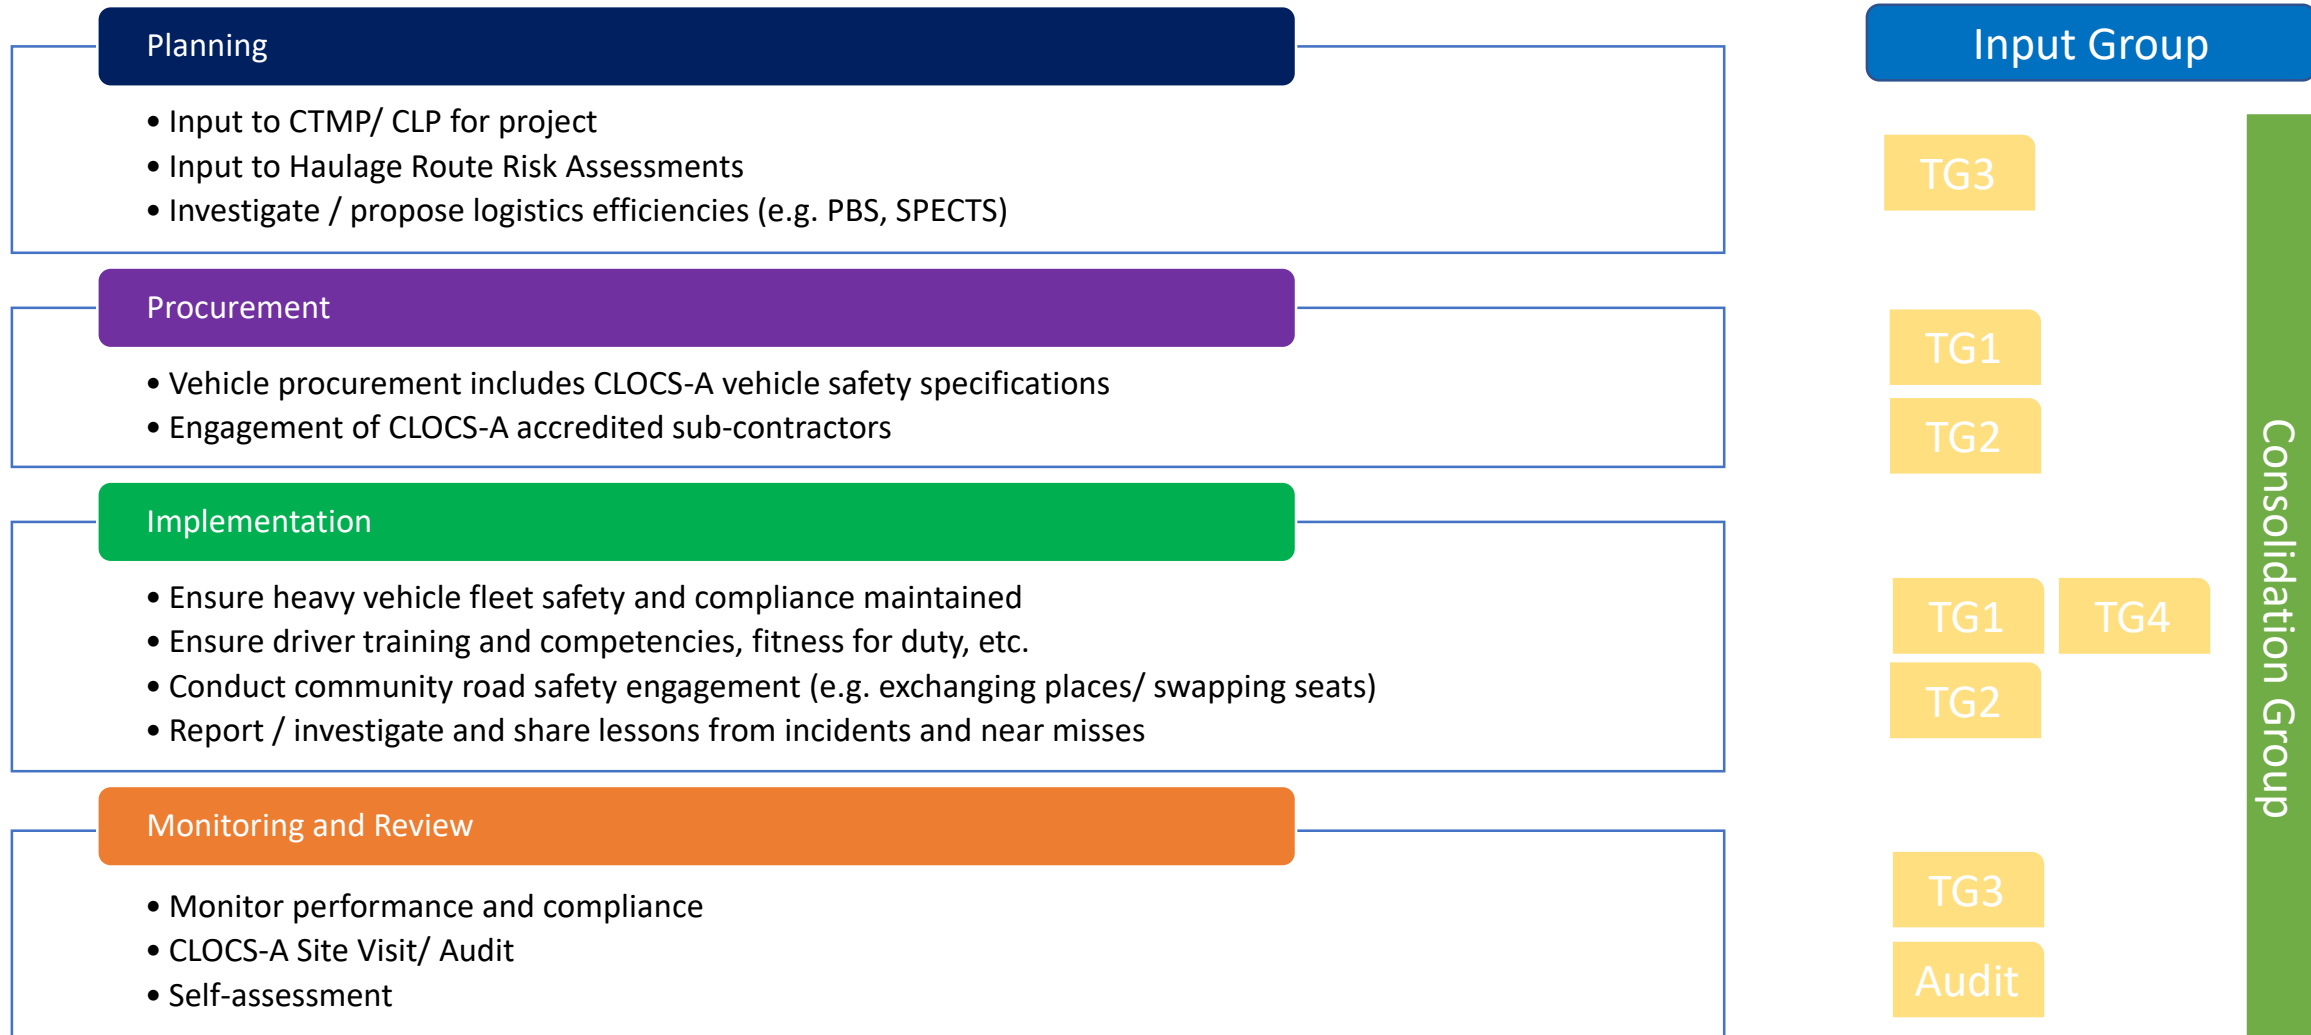 Planning
Input Group
• Input to CTMP/ CLP for project
• Input to Haulage Route Risk Assessments
• Investigate / propose logistics efficiencies (e.g. PBS, SPECTS)
TG3
Procurement
• Vehicle procurement includes CLOCS-A vehicle safety specifications
• Engagement of CLOCS-A accredited sub-contractors
TG1
TG2
Implementation
• Ensure heavy vehicle fleet safety and compliance maintained
• Ensure driver training and competencies, fitness for duty, etc.
• Conduct community road safety engagement (e.g. exchanging places/ swapping seats)
• Report / investigate and share lessons from incidents and near misses
TG1 TG4
TG2
Monitoring and Review
• Monitor performance and compliance
• CLOCS-A Site Visit/ Audit
• Self-assessment
TG3
Audit
Consolidation Group